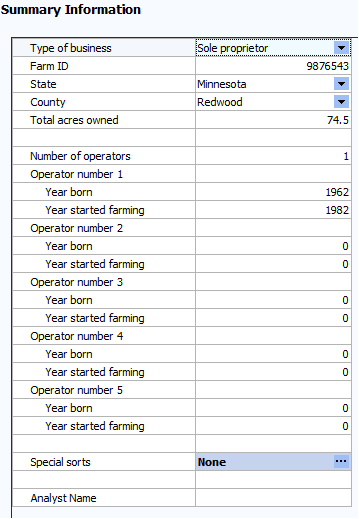 Summary Information
Type of business Sole proprietor
Farm ID 9876543
State Minnesota
County Redwood
Total acres owned 74.5
Number of operators 1
Operator number 1
Year born 1962
Year started farming 1982
Operator number 2
Year born 0
Year started farming 0
Operator number 3
Year born 0
Year started farming 0
Operator number 4
Year born 0
Year started farming 0
Operator number 5
Year born 0
Year started farming 0
Special sorts None ...
Analyst Name